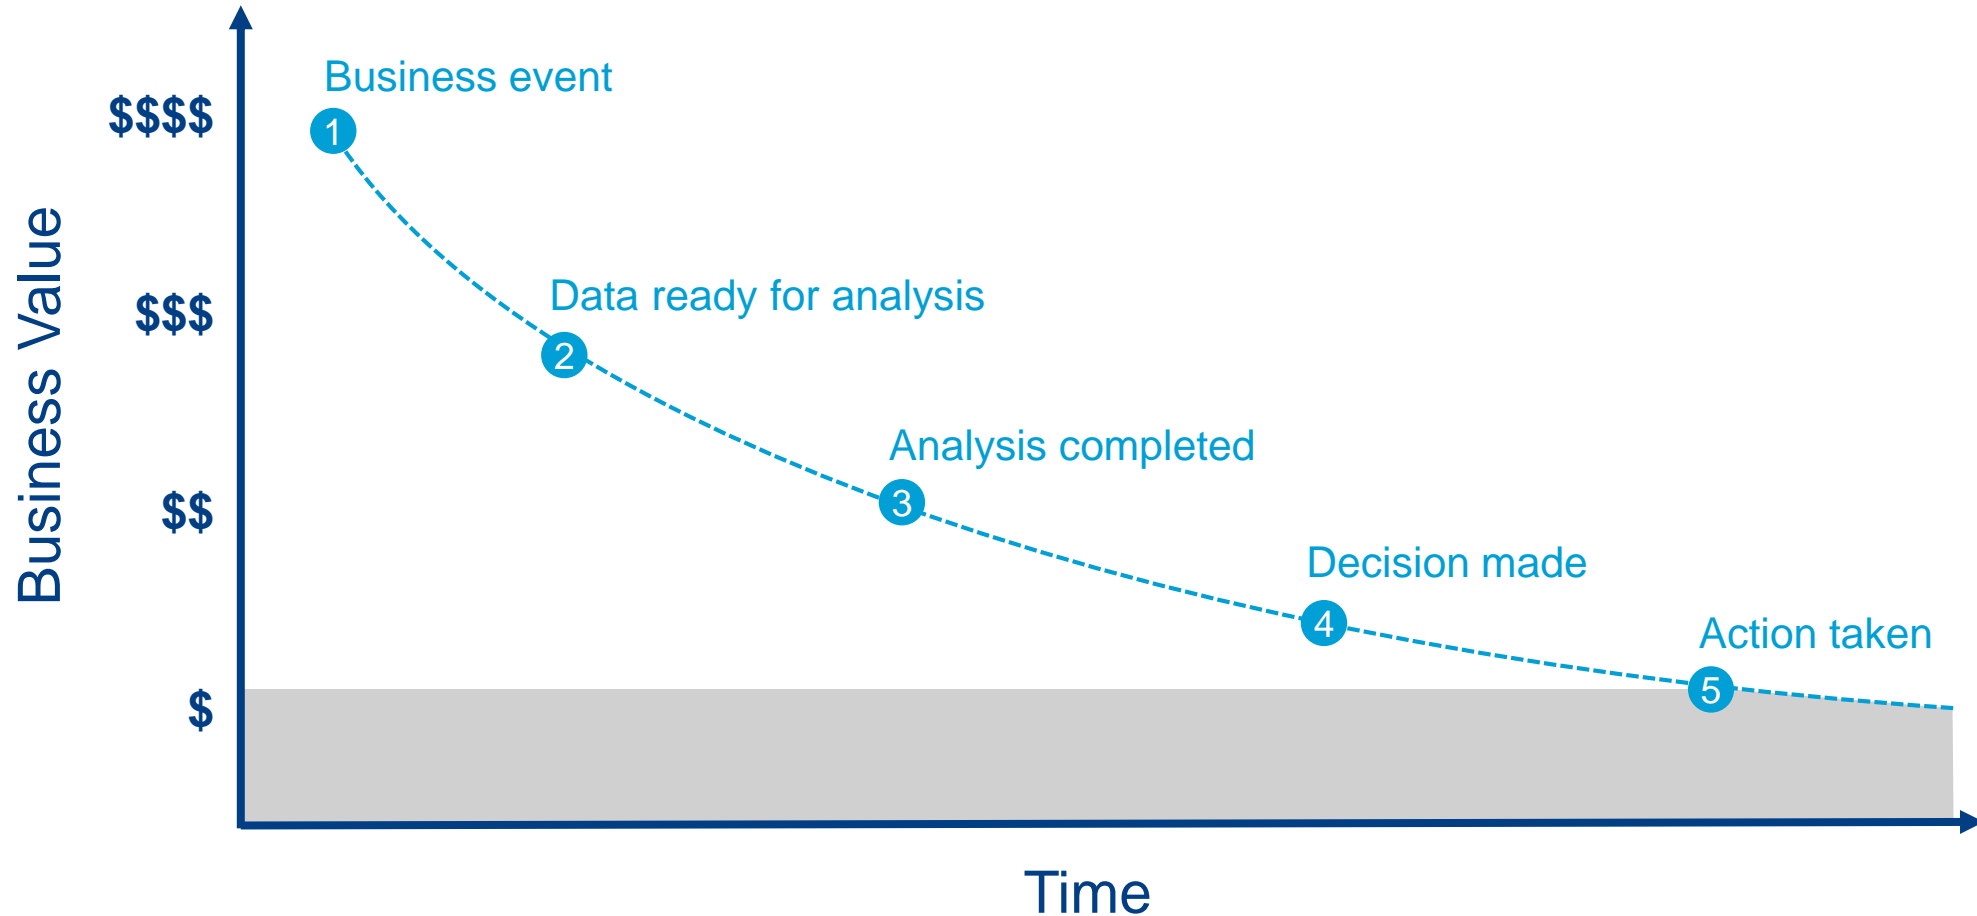 Business event
$$$$
1
Data ready for analysis
$$$
2
Business Value
Analysis completed
$$
3
Decision made
4
Action taken
$
5
Time